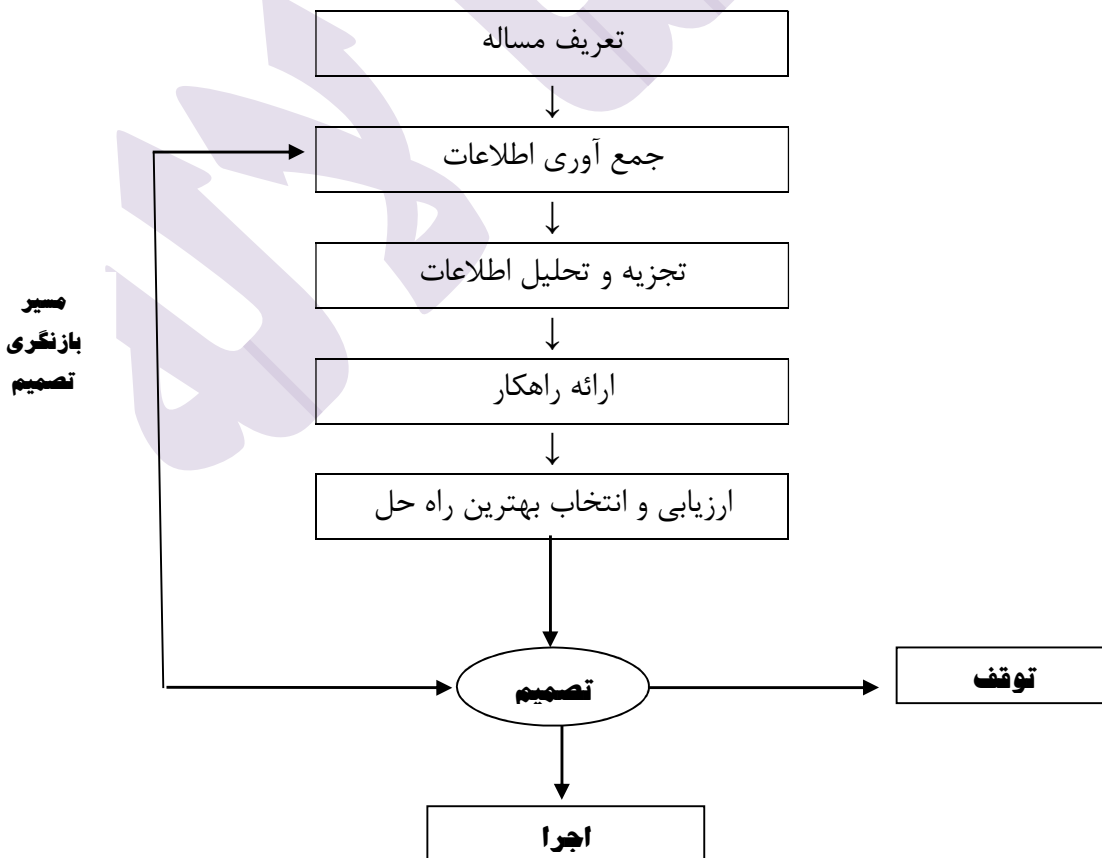 تعریف مساله
جمع آوری اطلاعات
تجزیه و تحلیل اطلاعات
ارائه راهکار
ارزیابی و انتخاب بهترین راه حل
مسیر
بازنگری
تصمیم
تصمیم
توقف
اجرا